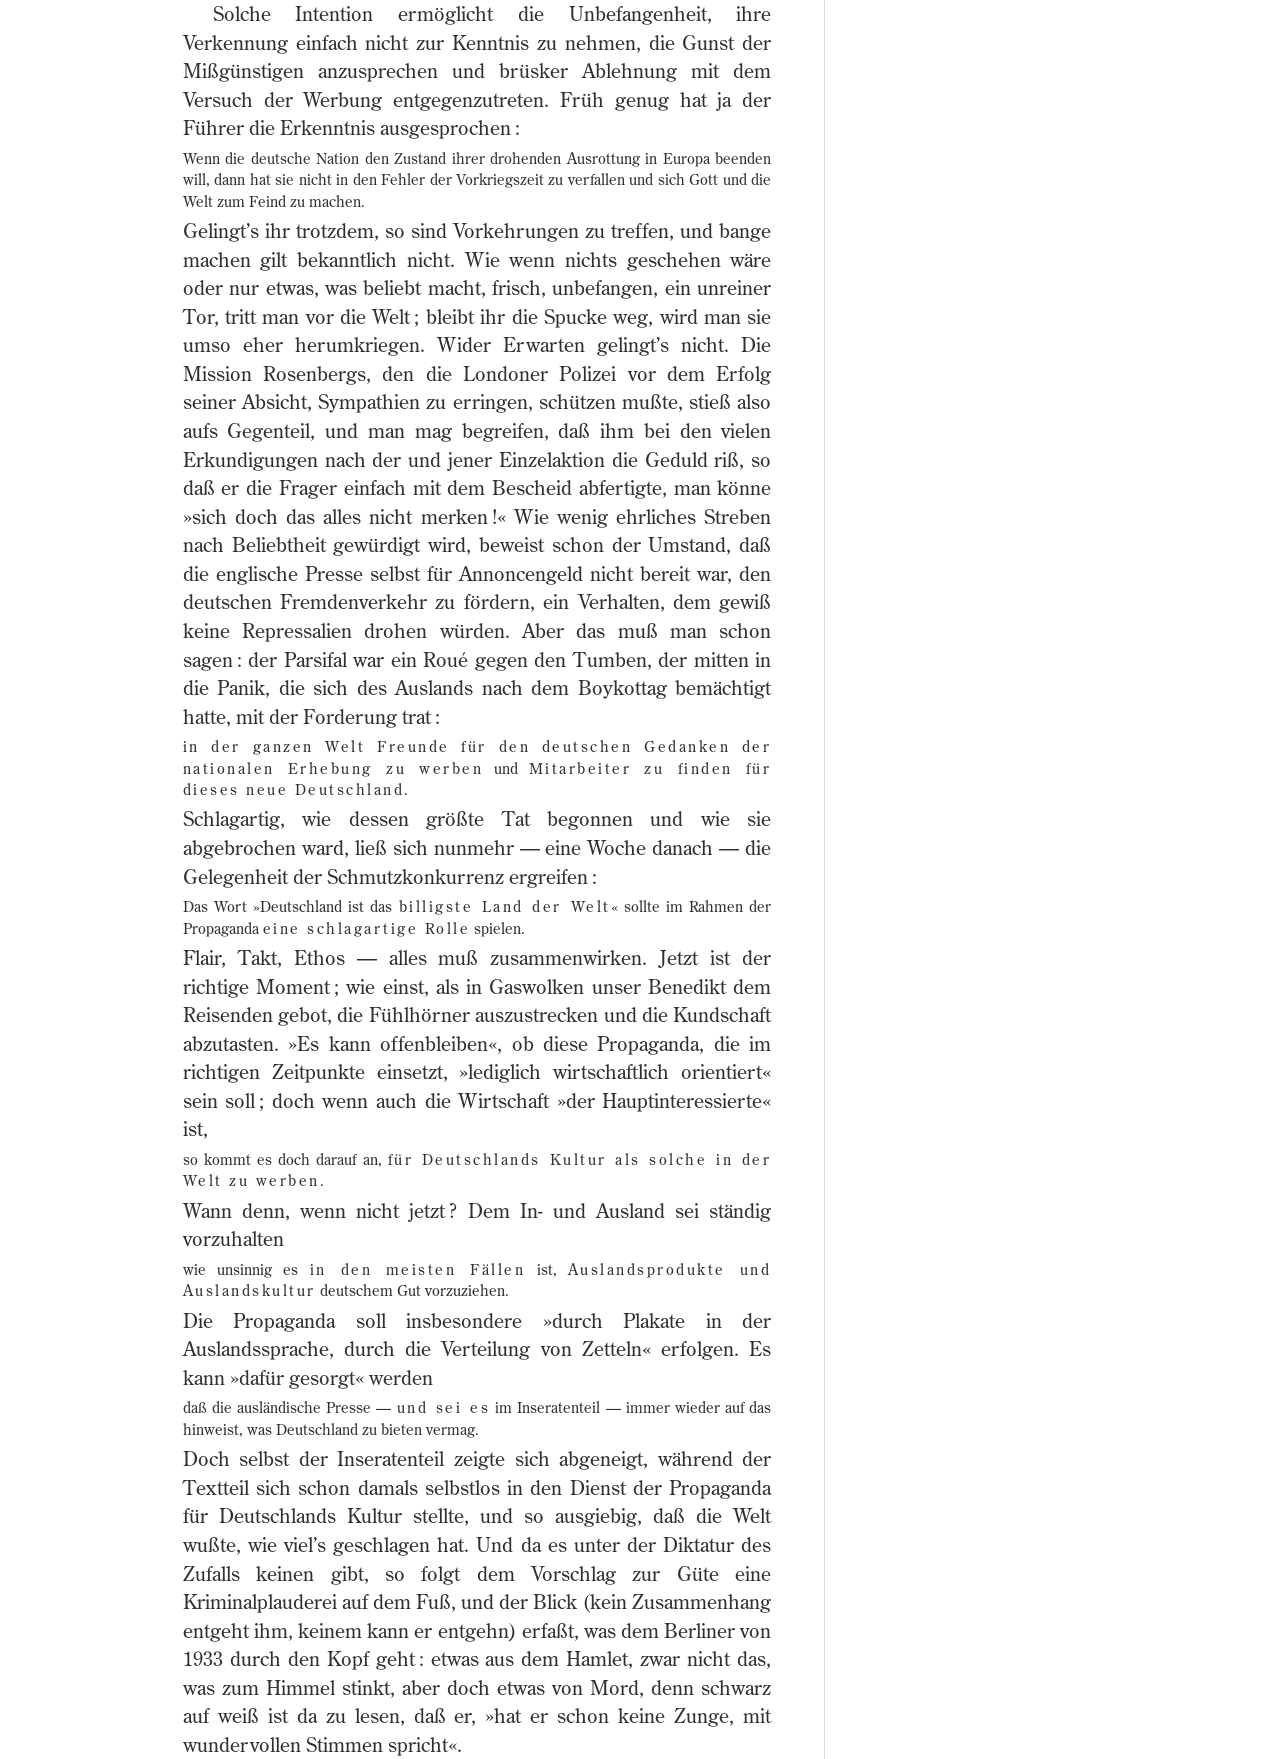 Solche Intention ermöglicht die Unbefangenheit, ihre
Verkennung einfach nicht zur Kenntnis zu nehmen, die Gunst der
Mißgünstigen anzusprechen und brüsker Ablehnung mit dem
Versuch der Werbung entgegenzutreten. Früh genug hat ja der
Führer die Erkenntnis ausgesprochen :
Wenn die deutsche Nation den Zustand ihrer drohenden Ausrottung in Europa beenden
will, dann hat sie nicht in den Fehler der Vorkriegszeit zu verfallen und sich Gott und die
Welt zum Feind zu machen.
Gelingt’s ihr trotzdem, so sind Vorkehrungen zu treffen, und bange
machen gilt bekanntlich nicht. Wie wenn nichts geschehen wäre
oder nur etwas, was beliebt macht, frisch, unbefangen, ein unreiner
Tor, tritt man vor die Welt ; bleibt ihr die Spucke weg, wird man sie
umso eher herumkriegen. Wider Erwarten gelingt’s nicht. Die
Mission Rosenbergs, den die Londoner Polizei vor dem Erfolg
seiner Absicht, Sympathien zu erringen, schützen mußte, stieß also
aufs Gegenteil, und man mag begreifen, daß ihm bei den vielen
Erkundigungen nach der und jener Einzelaktion die Geduld riß, so
daß er die Frager einfach mit dem Bescheid abfertigte, man könne
»sich doch das alles nicht merken !« Wie wenig ehrliches Streben
nach Beliebtheit gewürdigt wird, beweist schon der Umstand, daß
die englische Presse selbst für Annoncengeld nicht bereit war, den
deutschen Fremdenverkehr zu fördern, ein Verhalten, dem gewiß
keine Repressalien drohen würden. Aber das muß man schon
sagen : der Parsifal war ein Roué gegen den Tumben, der mitten in
die Panik, die sich des Auslands nach dem Boykottag bemächtigt
hatte, mit der Forderung trat :
in der ganzen Welt Freunde für den deutschen Gedanken der
nationalen Erhebung zu werben und Mitarbeiter zu finden für
dieses neue Deutschland.
Schlagartig, wie dessen größte Tat begonnen und wie sie
abgebrochen ward, ließ sich nunmehr — eine Woche danach — die
Gelegenheit der Schmutzkonkurrenz ergreifen :
Das Wort »Deutschland ist das billigste Land der Welt« sollte im Rahmen der
Propaganda eine schlagartige Rolle spielen.
Flair, Takt, Ethos — alles muß zusammenwirken. Jetzt ist der
richtige Moment ; wie einst, als in Gaswolken unser Benedikt dem
Reisenden gebot, die Fühlhörner auszustrecken und die Kundschaft
abzutasten. »Es kann offenbleiben«, ob diese Propaganda, die im
richtigen Zeitpunkte einsetzt, »lediglich wirtschaftlich orientiert«
sein soll ; doch wenn auch die Wirtschaft »der Hauptinteressierte«
ist,
so kommt es doch darauf an, für Deutschlands Kultur als solche in der
Welt zu werben.
Wann denn, wenn nicht jetzt ? Dem In- und Ausland sei ständig
vorzuhalten
wie unsinnig es in den meisten Fällen ist, Auslandsprodukte und
Auslandskultur deutschem Gut vorzuziehen.
Die Propaganda soll insbesondere »durch Plakate in der
Auslandssprache, durch die Verteilung von Zetteln« erfolgen. Es
kann »dafür gesorgt« werden
daß die ausländische Presse — und sei es im Inseratenteil — immer wieder auf das
hinweist, was Deutschland zu bieten vermag.
Doch selbst der Inseratenteil zeigte sich abgeneigt, während der
Textteil sich schon damals selbstlos in den Dienst der Propaganda
für Deutschlands Kultur stellte, und so ausgiebig, daß die Welt
wußte, wie viel’s geschlagen hat. Und da es unter der Diktatur des
Zufalls keinen gibt, so folgt dem Vorschlag zur Güte eine
Kriminalplauderei auf dem Fuß, und der Blick (kein Zusammenhang
entgeht ihm, keinem kann er entgehn) erfaßt, was dem Berliner von
1933 durch den Kopf geht : etwas aus dem Hamlet, zwar nicht das,
was zum Himmel stinkt, aber doch etwas von Mord, denn schwarz
auf weiß ist da zu lesen, daß er, »hat er schon keine Zunge, mit
wundervollen Stimmen spricht«.